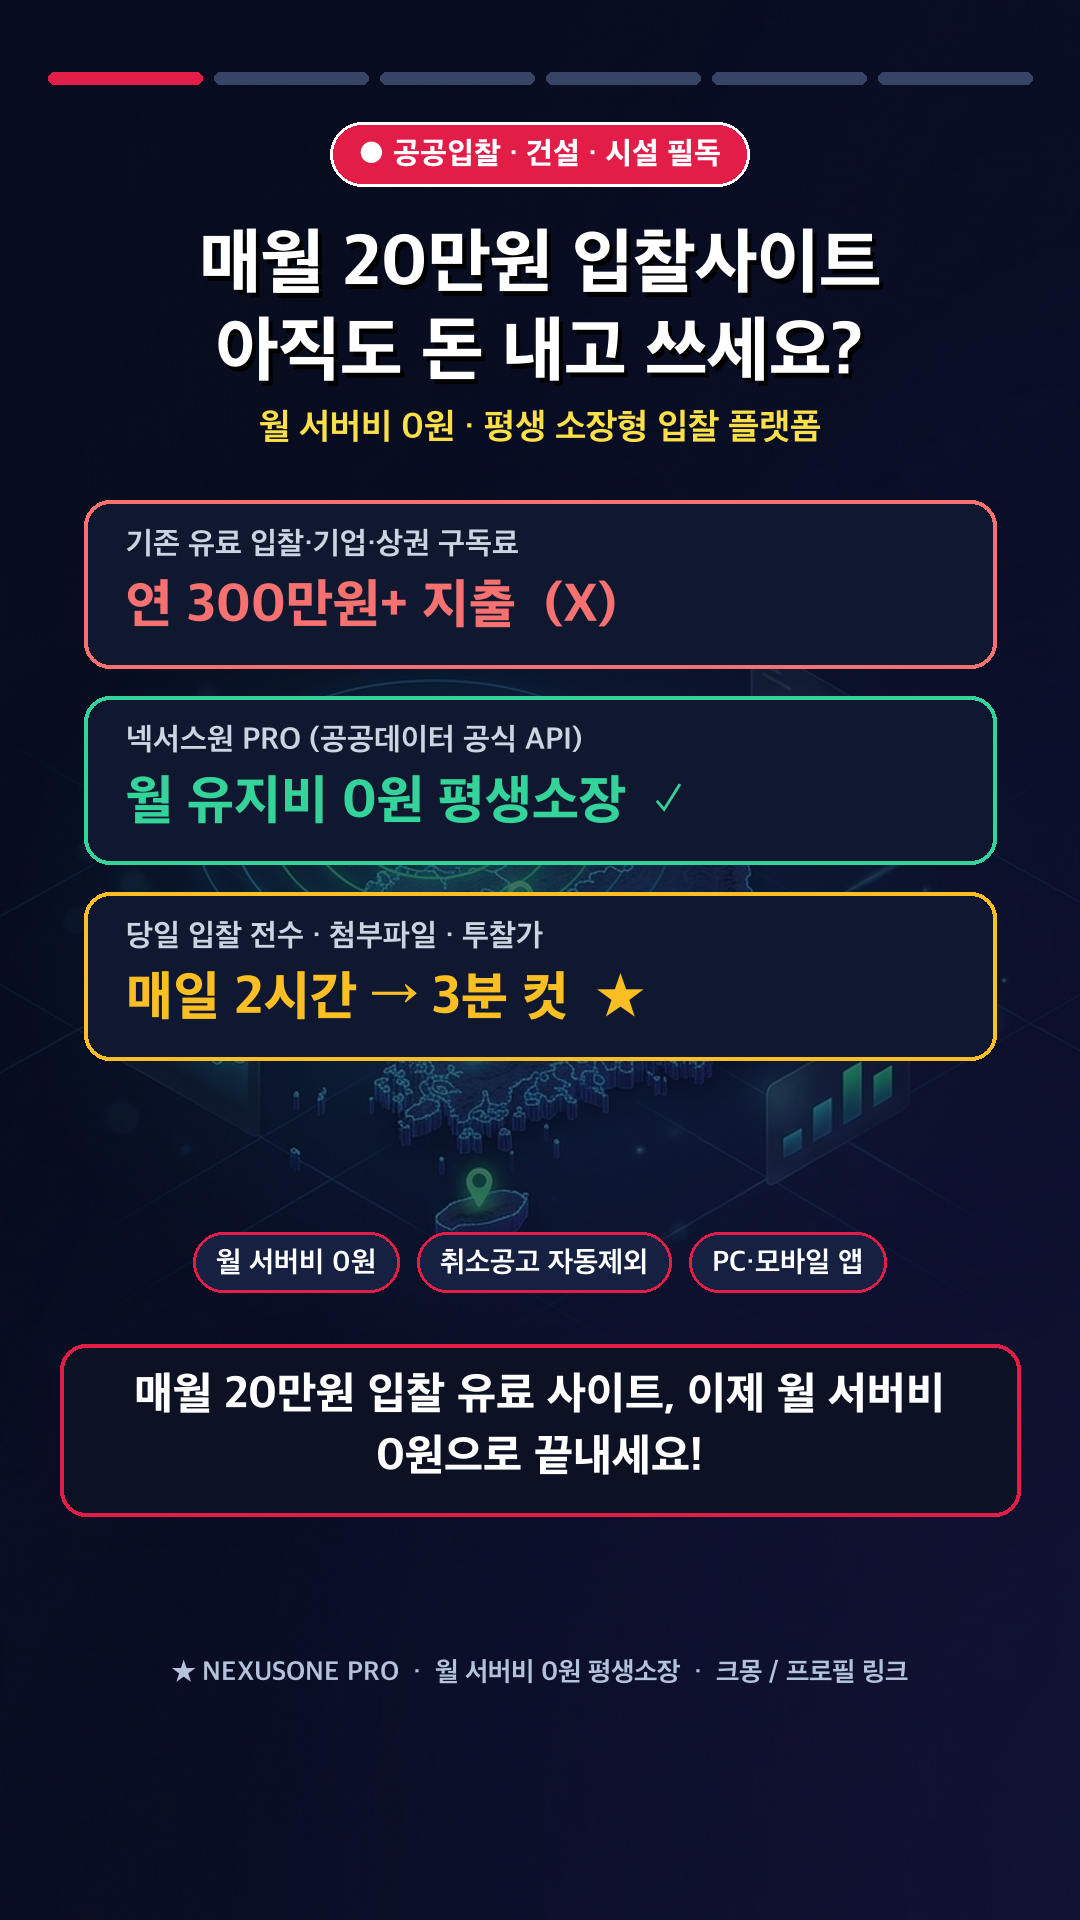 ● 공공입찰 · 건설 · 시설 필독
매월 20만원 입찰사이트
아직도 돈 내고 쓰세요?
월 서버비 0원 · 평생 소장형 입찰 플랫폼
기존 유료 입찰·기업·상권 구독료
연 300만원+ 지출 (X)
넥서스원 PRO (공공데이터 공식 API)
월 유지비 0원 평생소장 ✓
당일 입찰 전수 · 첨부파일 · 투찰가
매일 2시간 → 3분 컷 ★
월 서버비 0원 취소공고 자동제외 PC·모바일 앱
매월 20만원 입찰 유료 사이트, 이제 월 서버비
0원으로 끝내세요!
★ NEXUSONE PRO · 월 서버비 0원 평생소장 · 크몽 / 프로필 링크